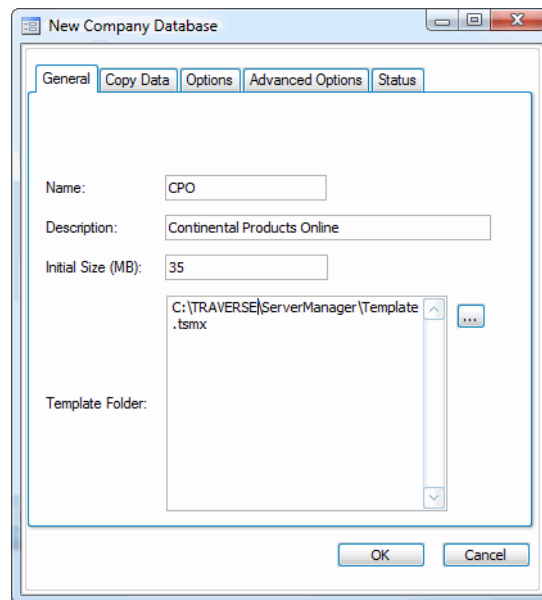 New Company Database
General Copy Data Options Advanced Options Status
Name: CPO
Description: Continental Products Online
Initial Size (MB): 35
C:\TRAVERSE\ServerManager\Template
.tsmx
...
Template Folder:
OK Cancel